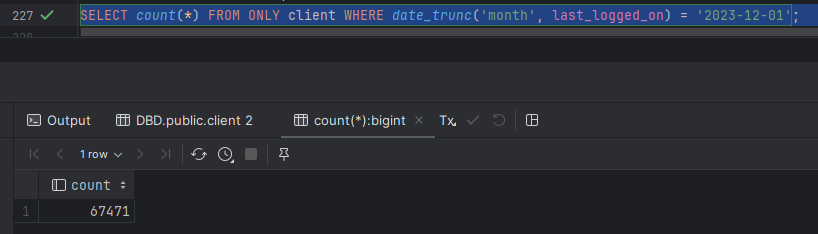 227 SELECT count(*) FROM ONLY client WHERE date_trunc('month', last_logged_on) = '2023-12-01';
Output DBD.public.client 2 count(*):bigint Tx
1 row
count
1 67471